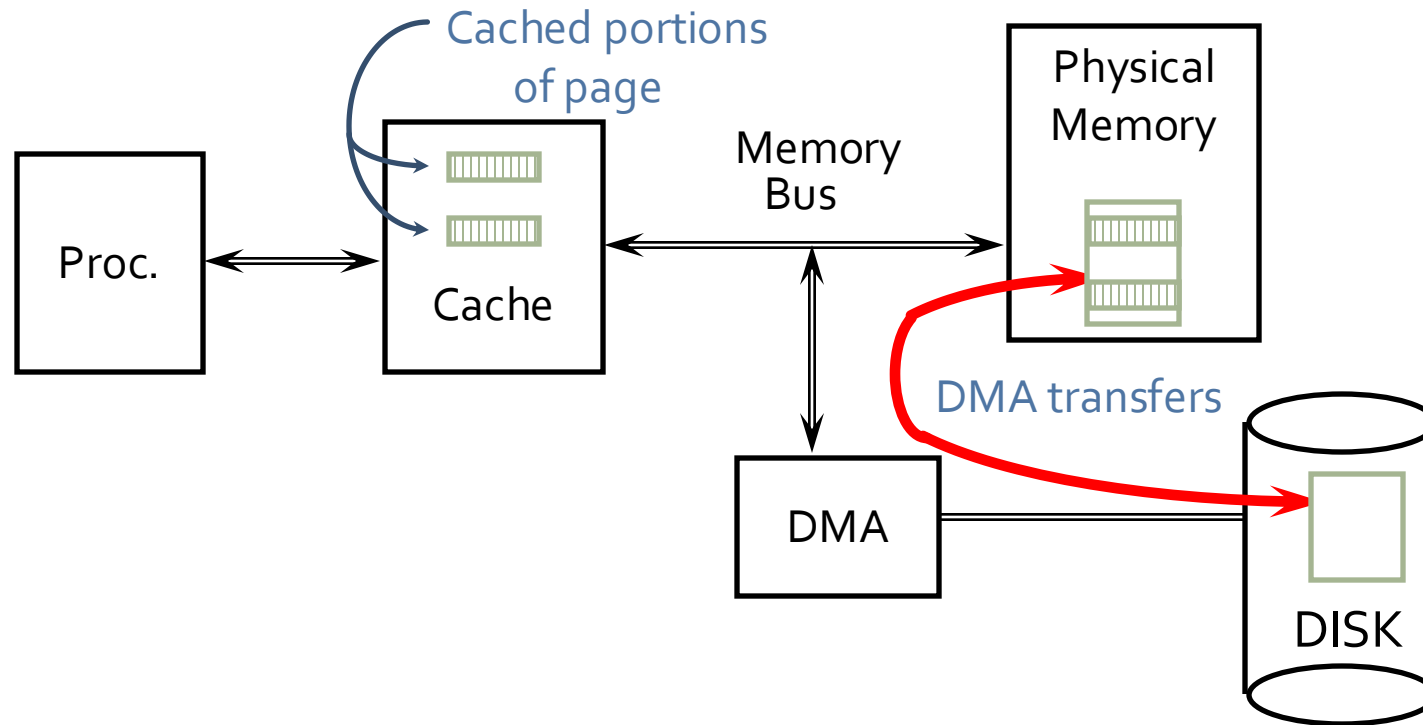 Cached portions
of page
Physical
Memory
Memory
Bus
Proc.
Cache
DMA transfers
DMA
DISK